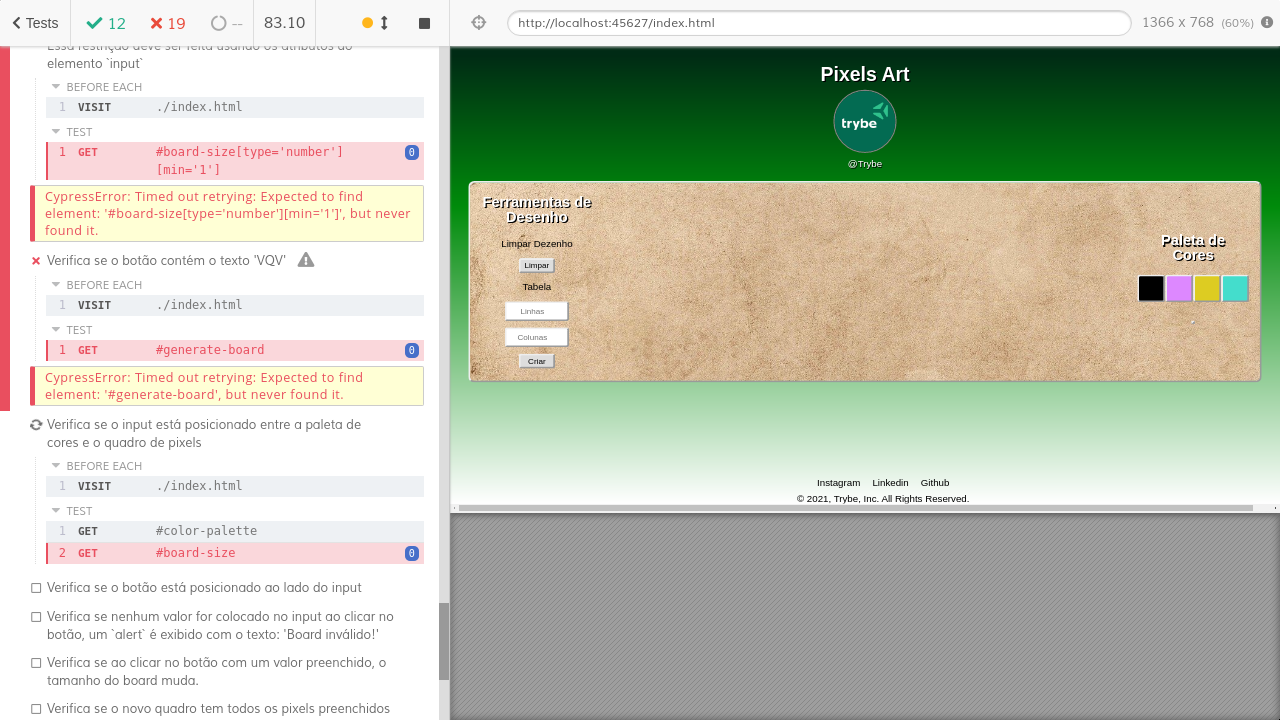 Tests
12
19
--
83.10
http://localhost:45627/index.html
1366 x 768 (60%)
Essa restrição deve ser feita usando os atributos do
elemento `input`
BEFORE EACH
1 VISIT ./index.html
TEST
1 GET #board-size[type='number']
[min='1']
0
CypressError: Timed out retrying: Expected to find
element: '#board-size[type='number'][min='1']', but never
found it.
Verifica se o botão contém o texto 'VQV'
BEFORE EACH
1 VISIT ./index.html
TEST
1 GET #generate-board 0
CypressError: Timed out retrying: Expected to find
element: '#generate-board', but never found it.
Verifica se o input está posicionado entre a paleta de
cores e o quadro de pixels
BEFORE EACH
1 VISIT ./index.html
TEST
1 GET #color-palette
2 GET #board-size 0
Verifica se o botão está posicionado ao lado do input
Verifica se nenhum valor for colocado no input ao clicar no
botão, um `alert` é exibido com o texto: 'Board inválido!'
Verifica se ao clicar no botão com um valor preenchido, o
tamanho do board muda.
Verifica se o novo quadro tem todos os pixels preenchidos
Pixels Art
trybe
@Trybe
Ferramentas de
Desenho
Limpar Dezenho
Limpar
Tabela
Linhas
Colunas
Criar
Paleta de
Cores
Instagram Linkedin Github
© 2021, Trybe, Inc. All Rights Reserved.